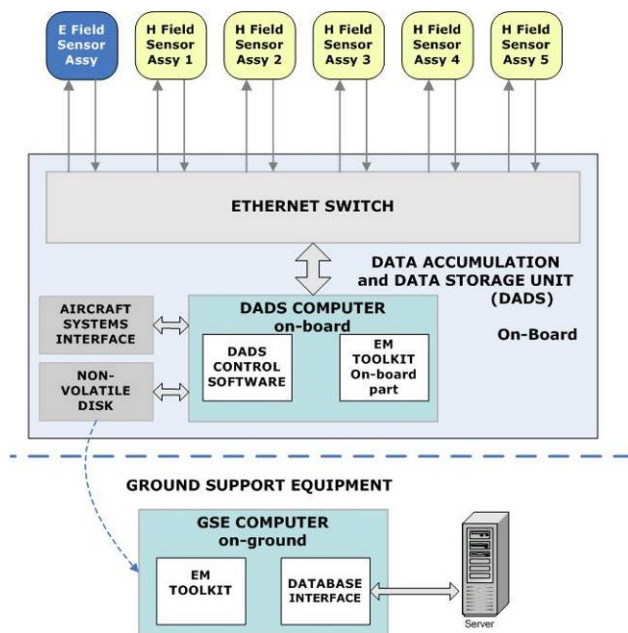 E Field
Sensor
Assy
H Field
Sensor
Assy 1
H Field
Sensor
Assy 2
H Field
Sensor
Assy 3
H Field
Sensor
Assy 4
H Field
Sensor
Assy 5
ETHERNET SWITCH
DATA ACCUMULATION
and DATA STORAGE UNIT
(DADS)
On-Board
AIRCRAFT
SYSTEMS
INTERFACE
NON-
VOLATILE
DISK
DADS COMPUTER
on-board
DADS
CONTROL
SOFTWARE
EM
TOOLKIT
On-board
part
GROUND SUPPORT EQUIPMENT
GSE COMPUTER
on-ground
EM
TOOLKIT
DATABASE
INTERFACE
Server